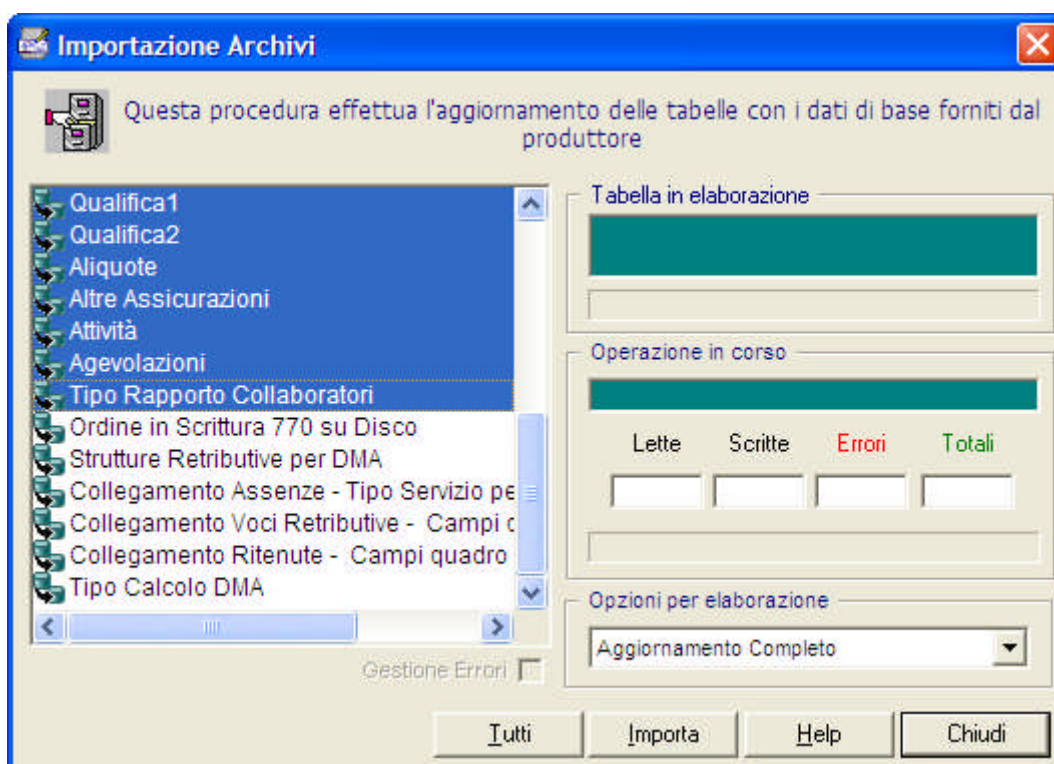 Importazione Archivi
Questa procedura effettua l'aggiornamento delle tabelle con i dati di base forniti dal
produttore
Qualifica1
Qualifica2
Aliquote
Altre Assicurazioni
Attività
Agevolazioni
Tipo Rapporto Collaboratori
Ordine in Scrittura 770 su Disco
Strutture Retributive per DMA
Collegamento Assenze - Tipo Servizio pe
Collegamento Voci Retributive - Campi c
Collegamento Ritenute - Campi quadro
Tipo Calcolo DMA
Gestione Errori
Tabella in elaborazione
Operazione in corso
Lette Scritte Errori Totali
Opzioni per elaborazione
Aggiornamento Completo
Tutti Importa Help Chiudi